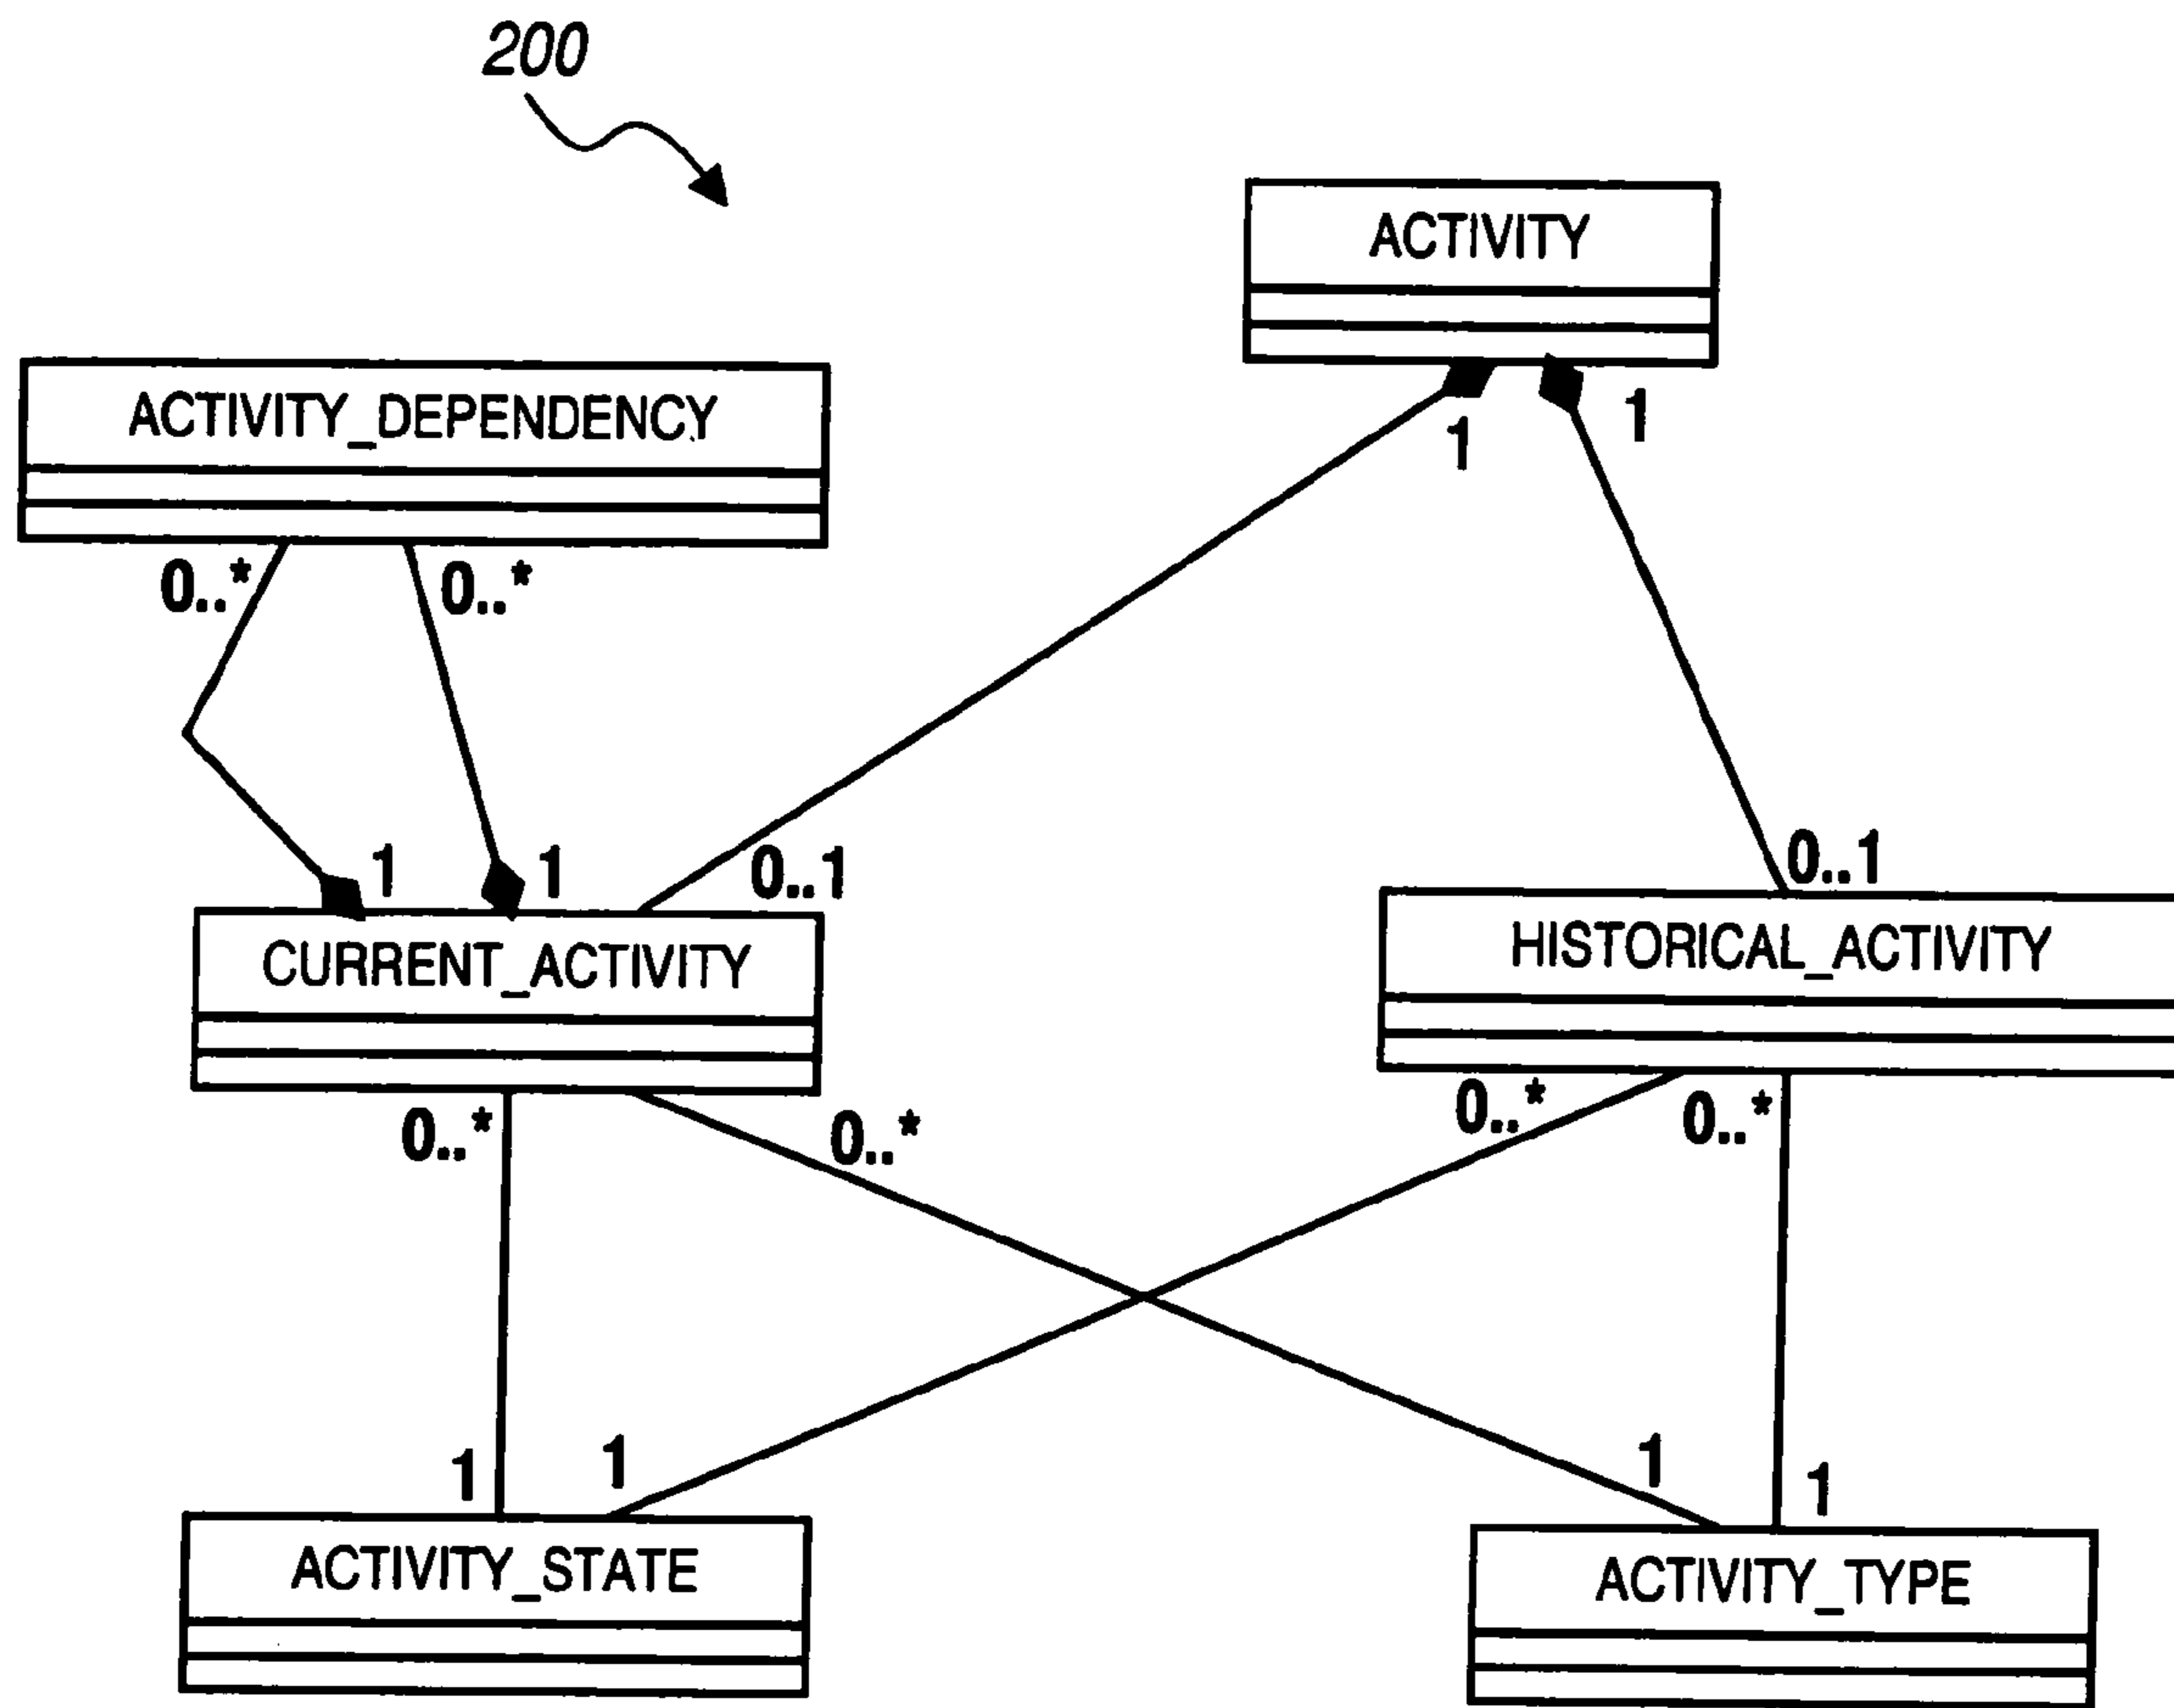 200
ACTIVITY
ACTIVITY_DEPENDENCY
1
1
0..*
0..*
1
1
0..1
0..1
CURRENT_ACTIVITY
HISTORICAL_ACTIVITY
0..*
0..*
0..*
0..*
1
1
1
1
ACTIVITY_STATE
ACTIVITY_TYPE